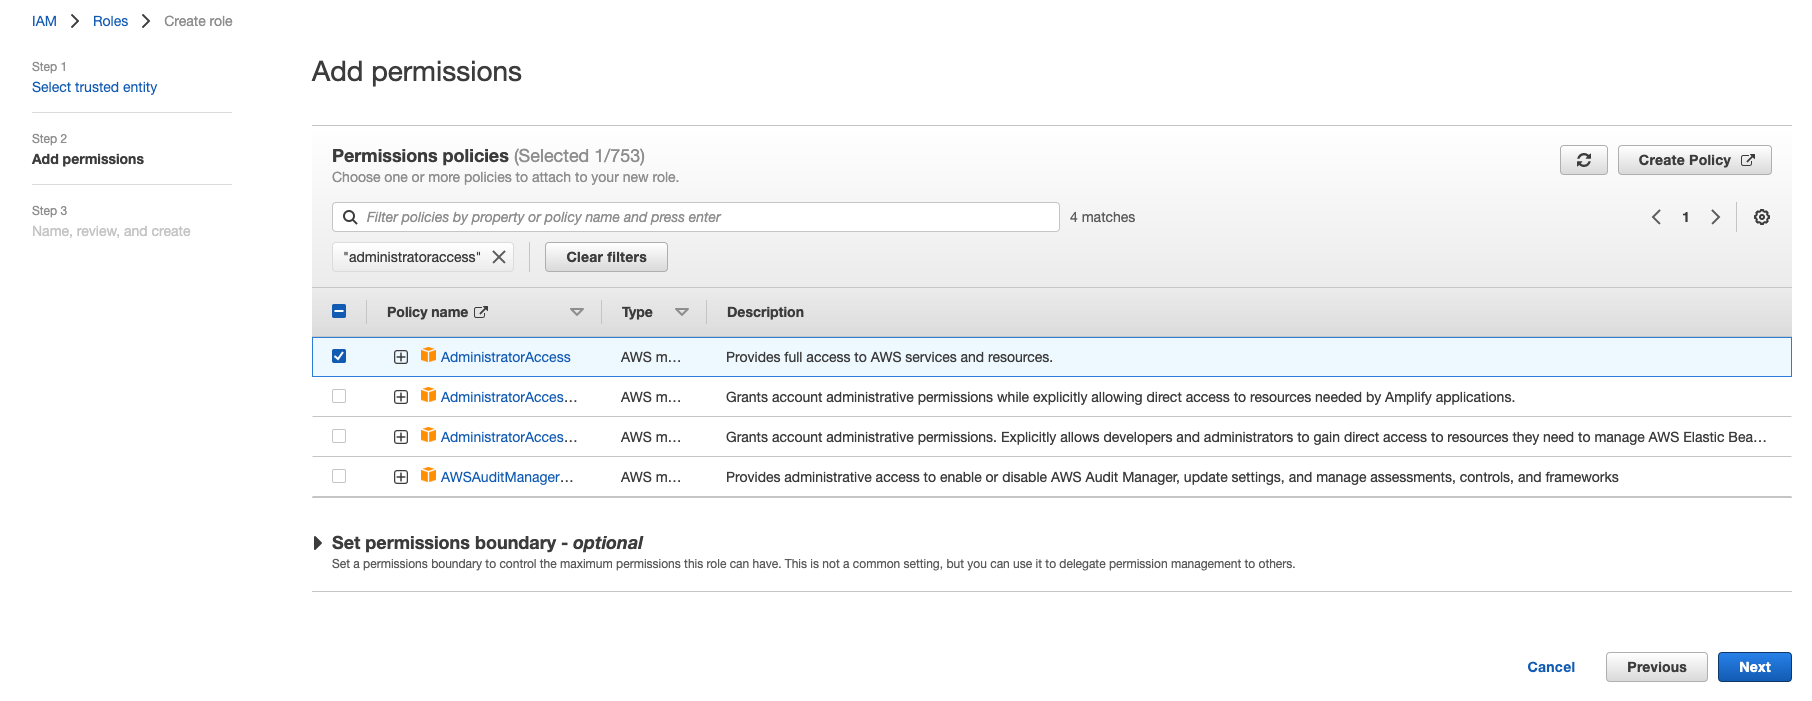 IAM > Roles > Create role
Step 1
Select trusted entity
Step 2
Add permissions
Step 3
Name, review, and create
Add permissions
Permissions policies (Selected 1/753)
Choose one or more policies to attach to your new role.
Create Policy
Filter policies by property or policy name and press enter
4 matches
1
"administratoraccess"
Clear filters
Policy name Type Description
AdministratorAccess AWS m... Provides full access to AWS services and resources.
AdministratorAcces... AWS m... Grants account administrative permissions while explicitly allowing direct access to resources needed by Amplify applications.
AdministratorAcces... AWS m... Grants account administrative permissions. Explicitly allows developers and administrators to gain direct access to resources they need to manage AWS Elastic Bea...
AWSAuditManager... AWS m... Provides administrative access to enable or disable AWS Audit Manager, update settings, and manage assessments, controls, and frameworks
Set permissions boundary - optional
Set a permissions boundary to control the maximum permissions this role can have. This is not a common setting, but you can use it to delegate permission management to others.
Cancel Previous Next